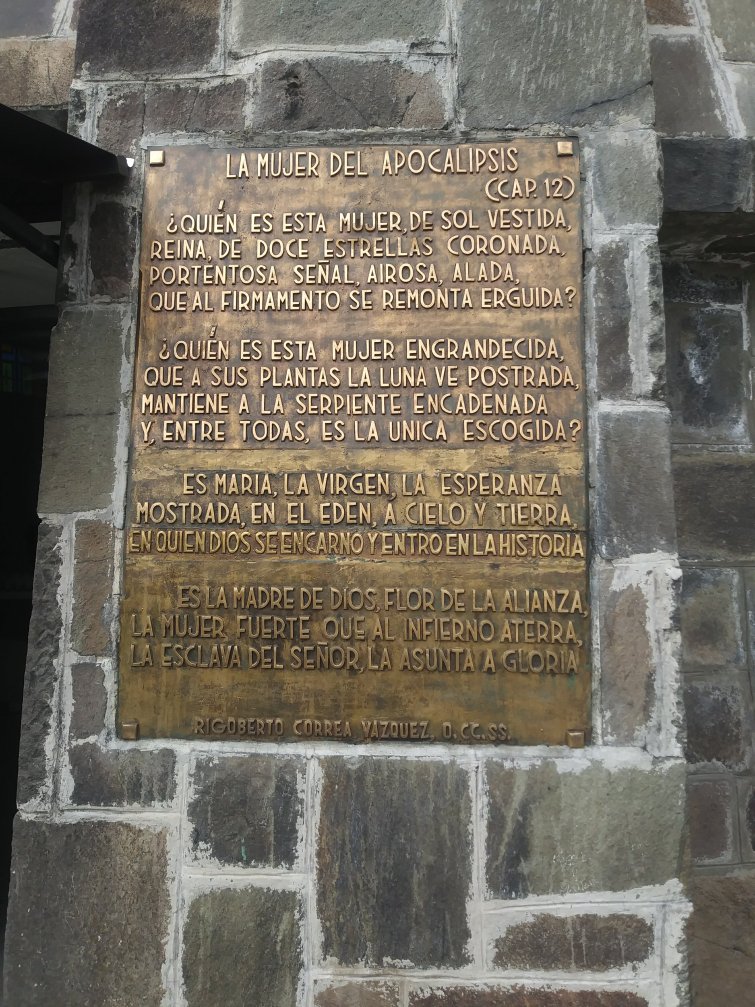 LA MUJER DEL APOCALIPSIS
(CAP. 12)
¿QUIÉN ES ESTA MUJER, DE SOL VESTIDA,
REINA, DE DOCE ESTRELLAS CORONADA,
PORTENTOSA SEÑAL, AIROSA, ALADA,
QUE AL FIRMAMENTO SE REMONTA ERGUIDA?
¿QUIÉN ES ESTA MUJER ENGRANDECIDA,
QUE A SUS PLANTAS LA LUNA VE POSTRADA,
MANTIENE A LA SERPIENTE ENCADENADA
Y, ENTRE TODAS, ES LA UNICA ESCOGIDA?
ES MARIA, LA VIRGEN, LA ESPERANZA
MOSTRADA, EN EL EDEN, A CIELO Y TIERRA,
EN QUIEN DIOS SE ENCARNO Y ENTRO EN LA HISTORIA
ES LA MADRE DE DIOS, FLOR DE LA ALIANZA,
LA MUJER FUERTE QUE AL INFIERNO ATERRA,
LA ESCLAVA DEL SEÑOR, LA ASUNTA A GLORIA
RIGOBERTO CORREA VAZQUEZ, O.CC.SS.